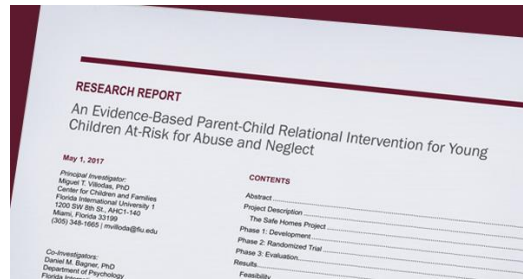 RESEARCH REPORT
An Evidence-Based Parent-Child Relational Intervention for Young
Children At-Risk for Abuse and Neglect
May 1, 2017
Principal Investigator:
Miguel T. Villodas, PhD
Center for Children and Families
Florida International University 1
1200 SW 8th St., AHC1-140
Miami, Florida 33199
(305) 348-1665 | mvilloda@fiu.edu
Co-Investigators:
Daniel M. Bagner, PhD
Department of Psychology
Florida
CONTENTS
Abstract
Project Description
The Safe Homes Project
Phase 1: Development
Phase 2: Randomized Trial
Phase 3: Evaluation
Results
Feasibility